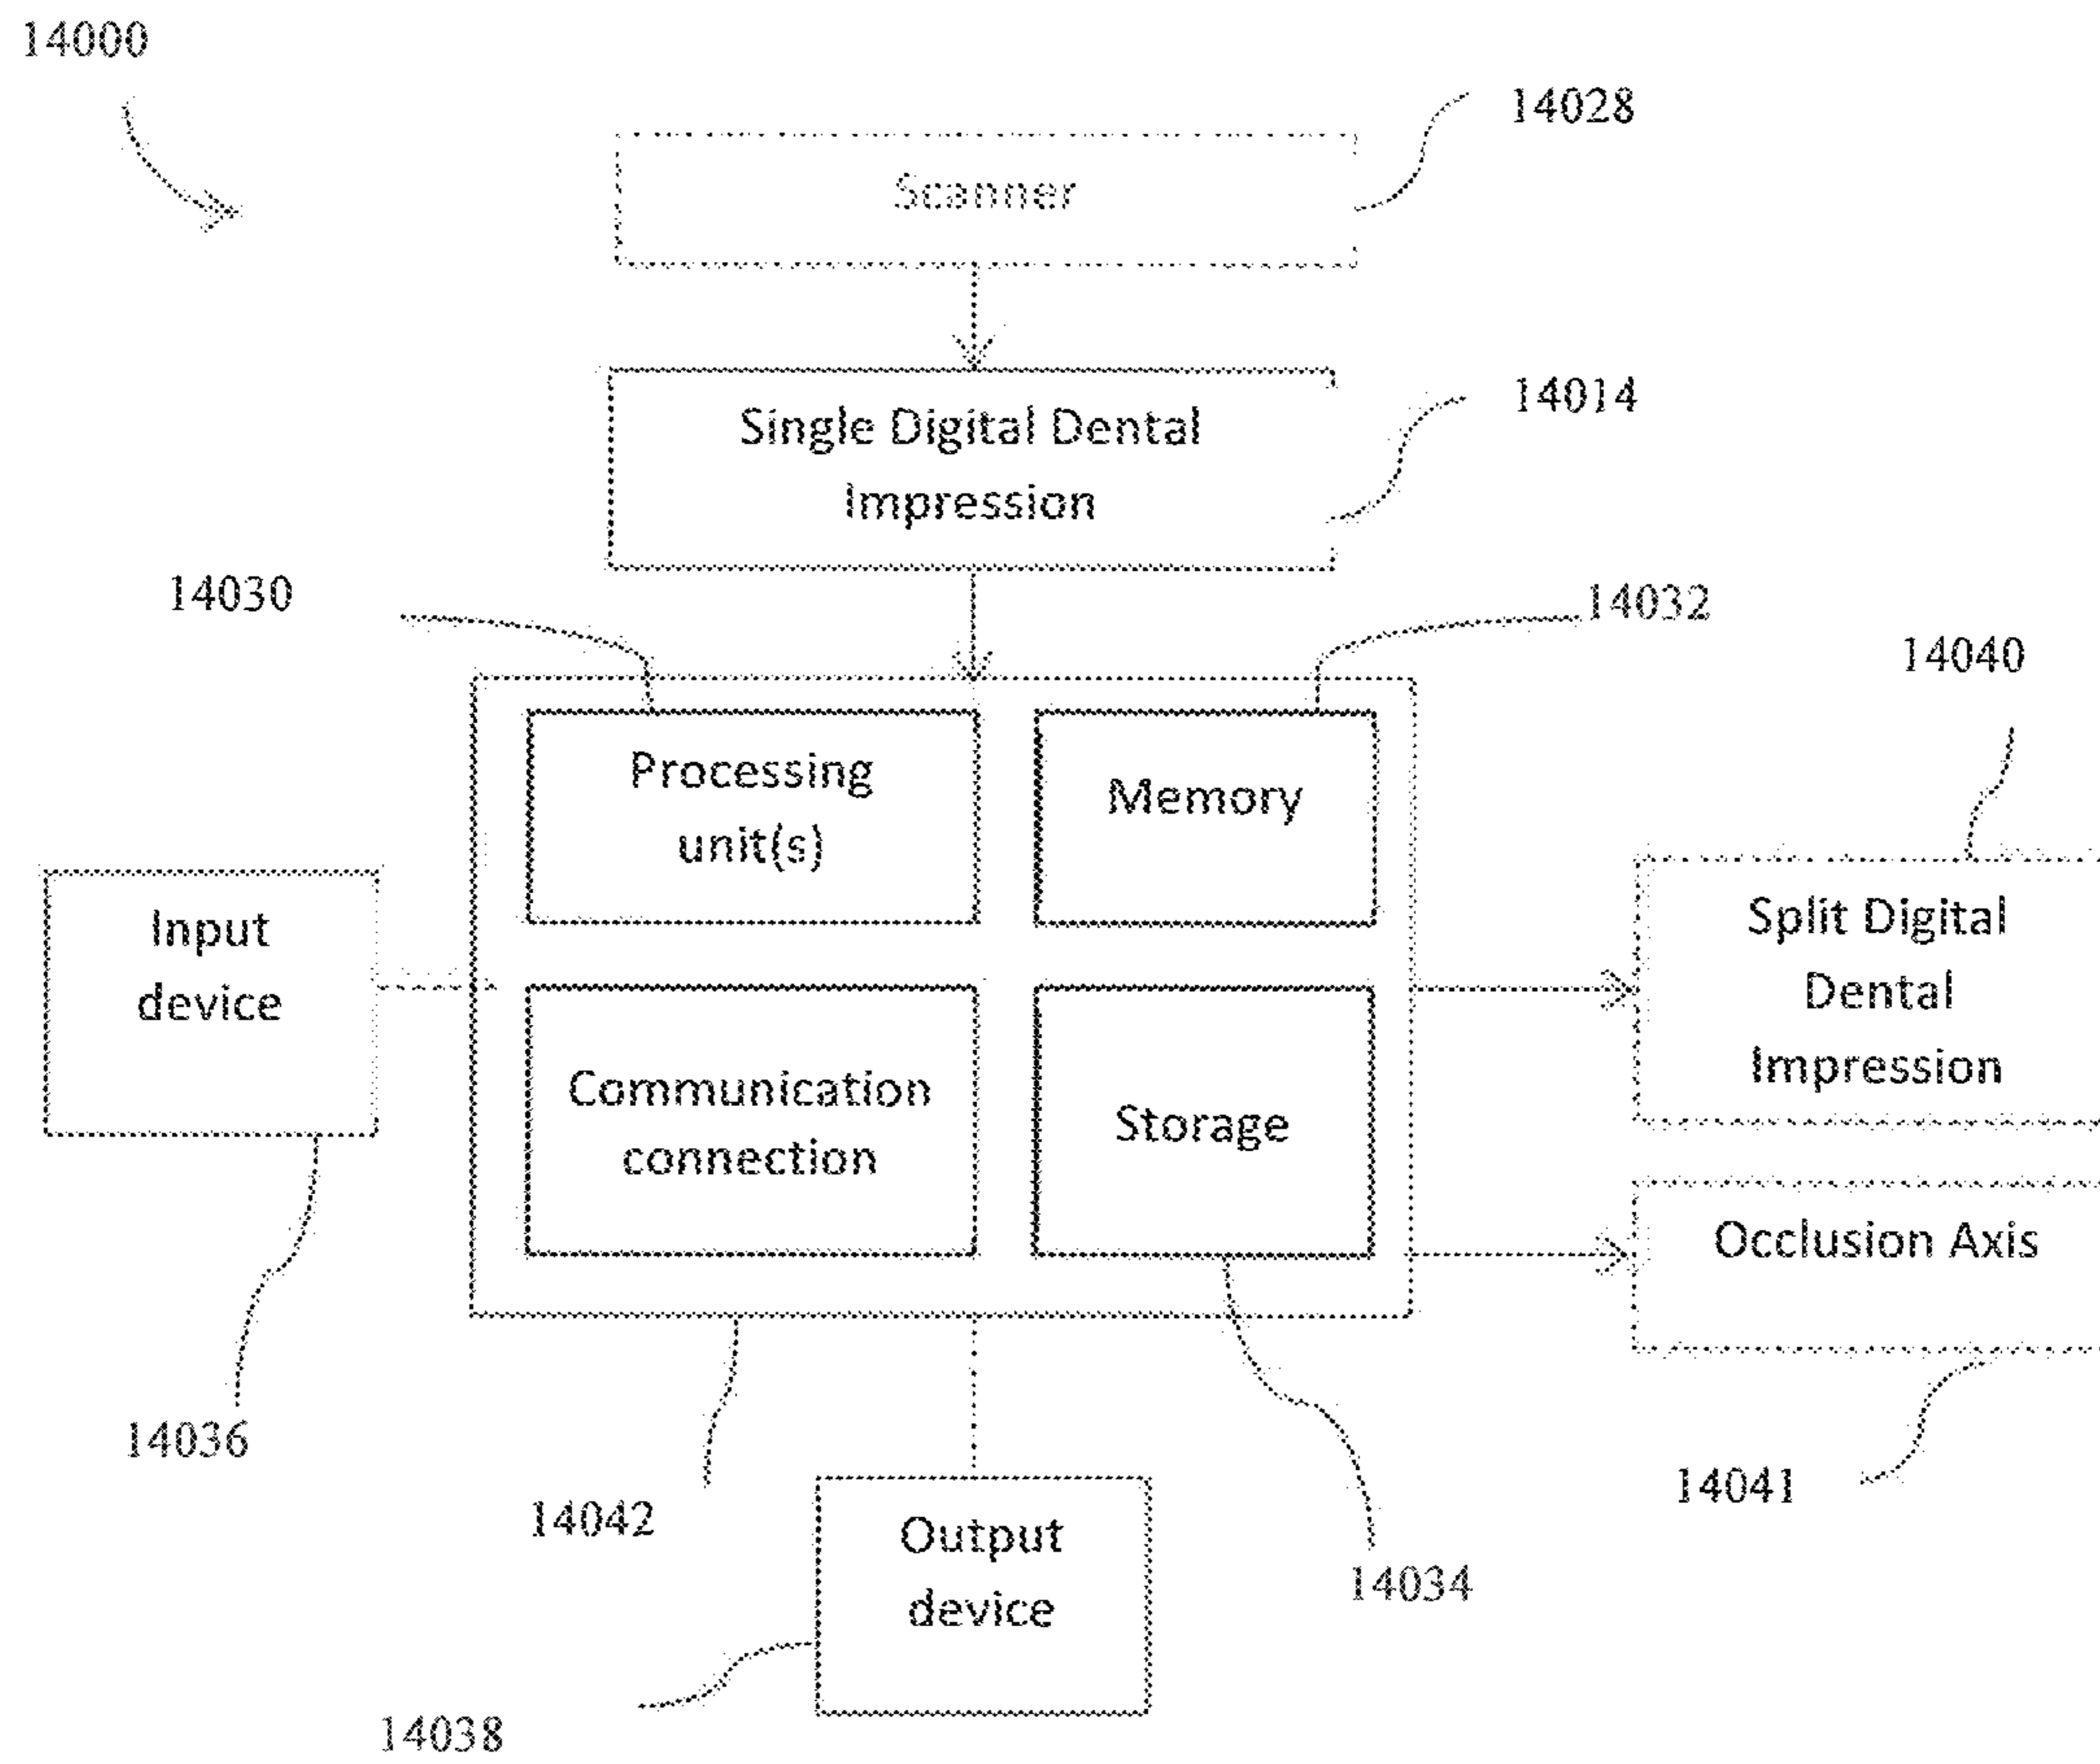 14000
14028
Scanner
14014
Single Digital Dental
Impression
14030
14032
14040
Processing
unit(s)
Memory
Input
device
Split Digital
Dental
Impression
Communication
connection
Storage
Occlusion Axis
14036
14042
14041
Output
device
14034
14038